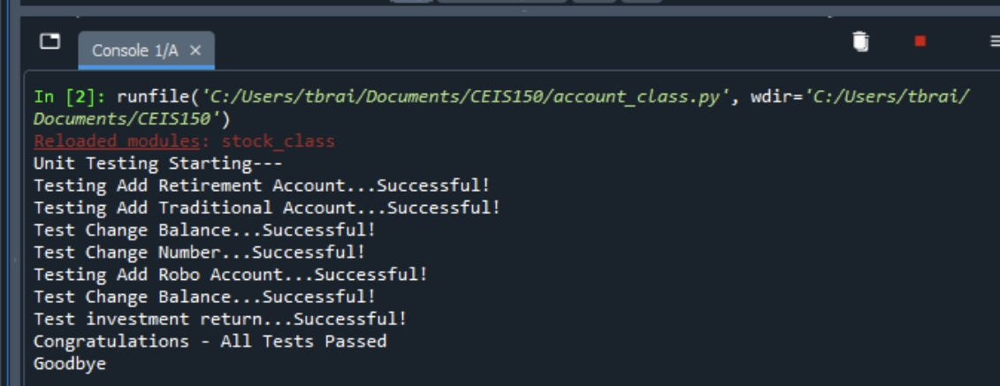 Console 1/A ×
In [2]: runfile('C:/Users/tbrai/Documents/CEIS150/account_class.py', wdir='C:/Users/tbrai/
Documents/CEIS150')
Reloaded modules: stock_class
Unit Testing Starting---
Testing Add Retirement Account...Successful!
Testing Add Traditional Account...Successful!
Test Change Balance...Successful!
Test Change Number...Successful!
Testing Add Robo Account...Successful!
Test Change Balance...Successful!
Test investment return...Successful!
Congratulations - All Tests Passed
Goodbye